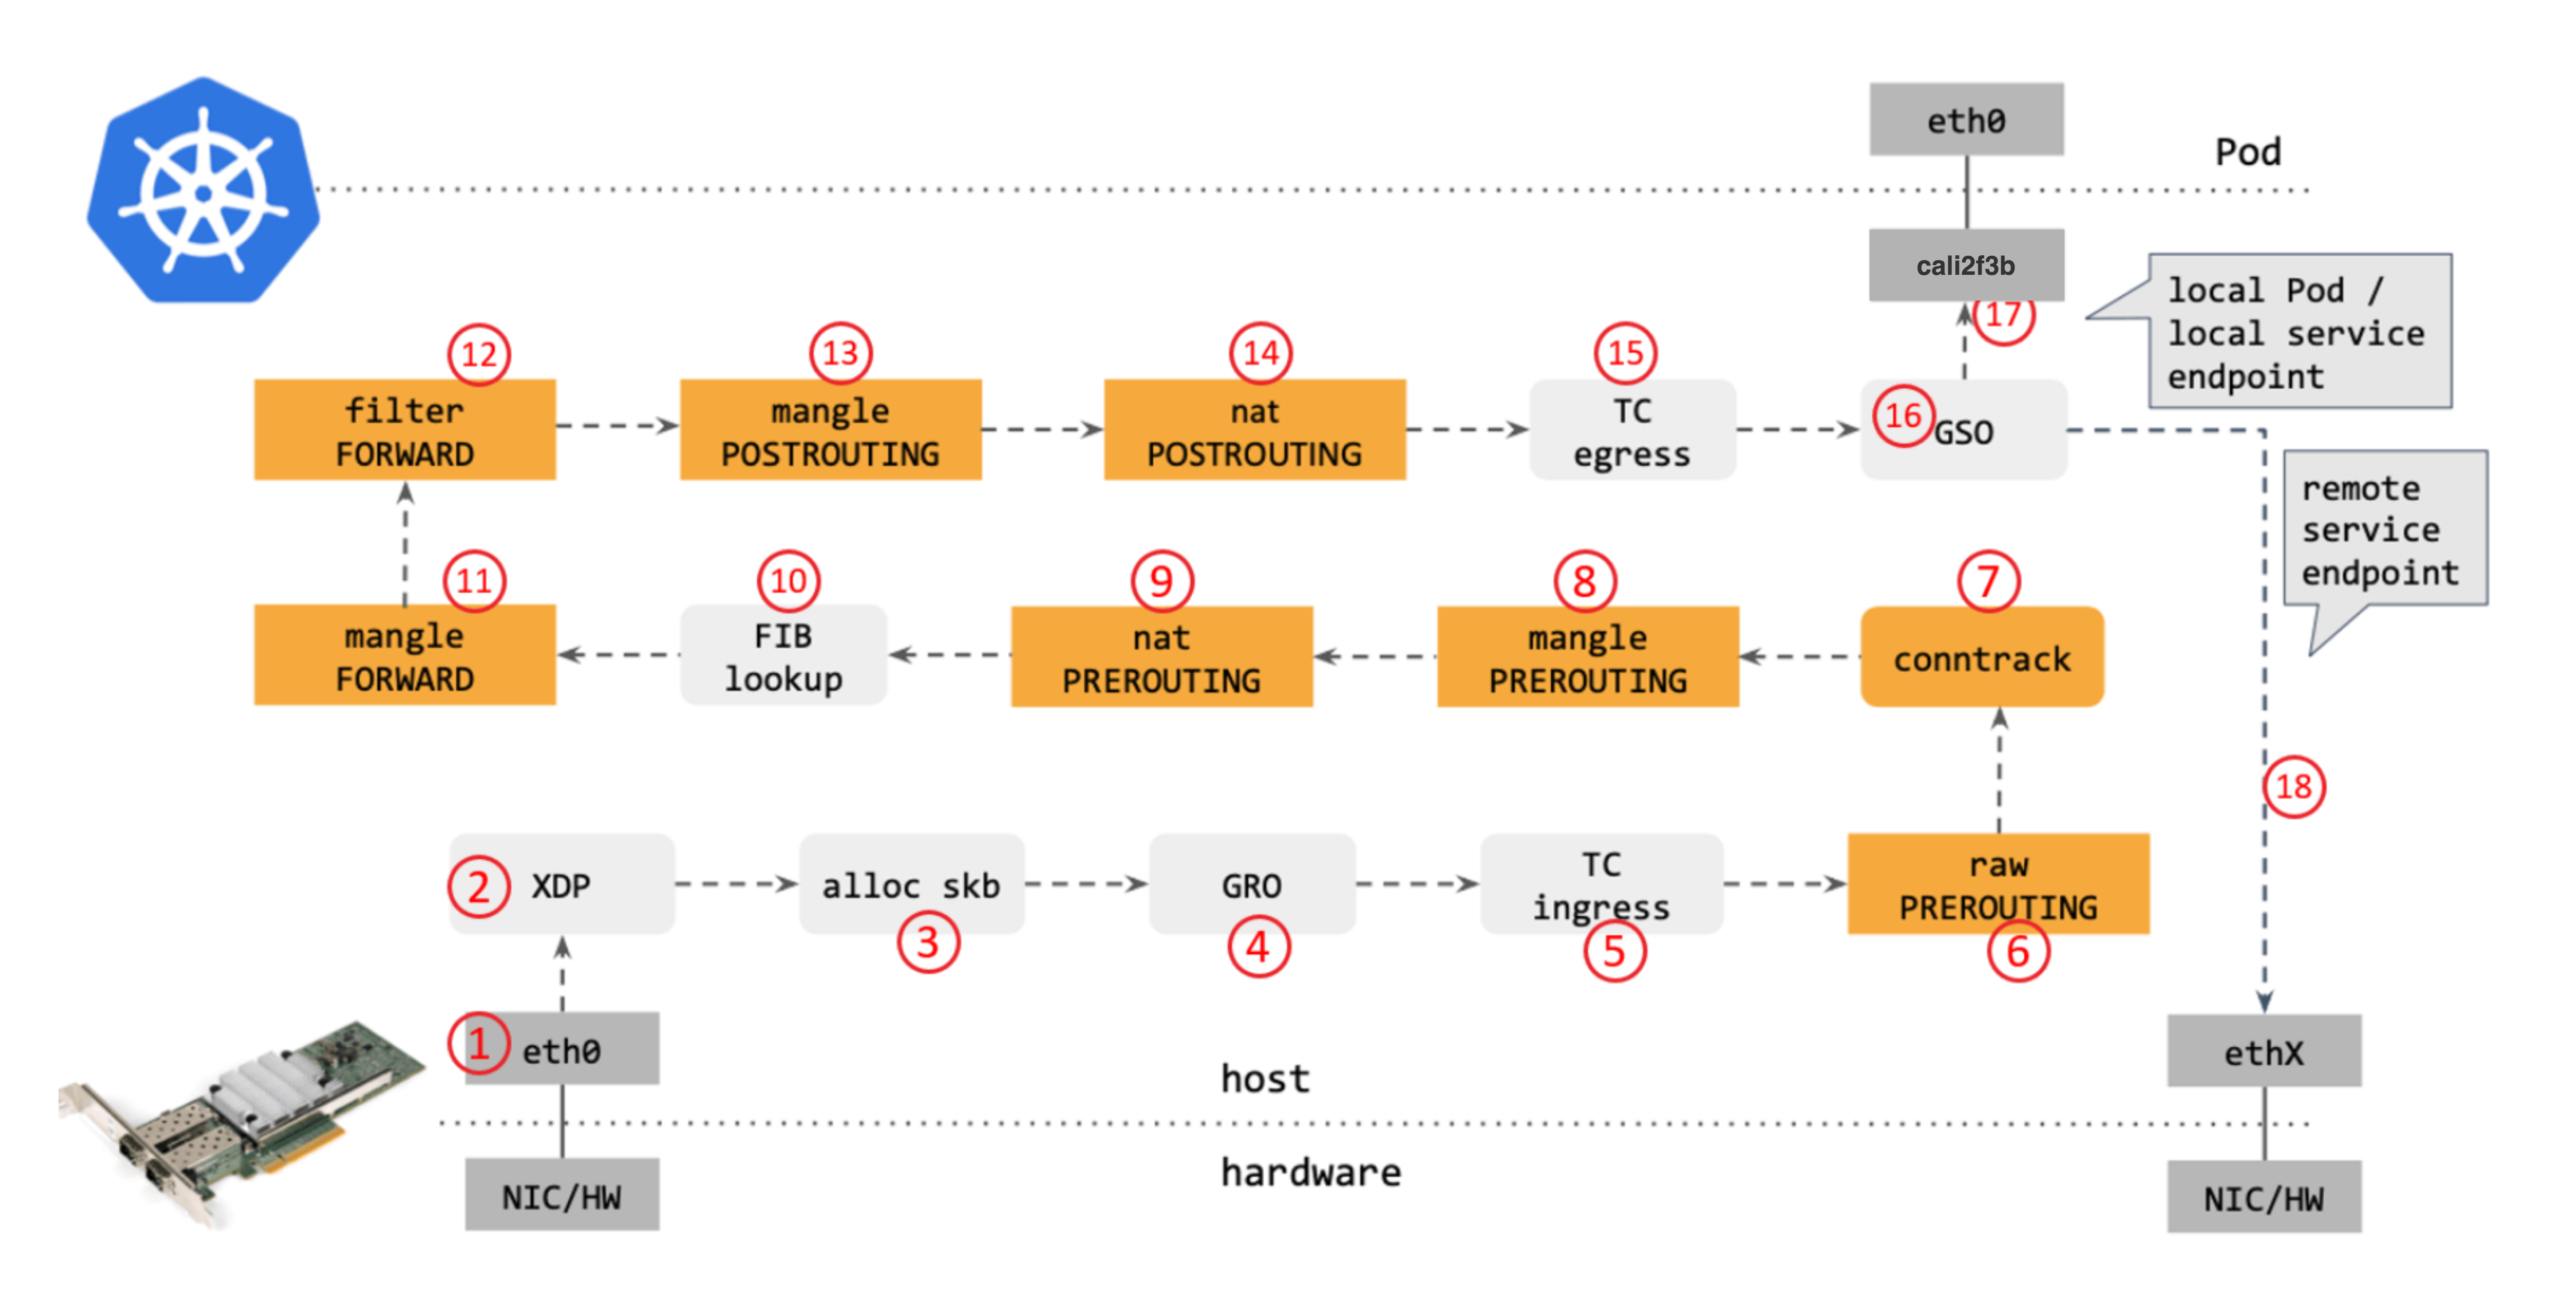 eth0
Pod
cali2f3b
local Pod /
local service
endpoint
17
12
filter
FORWARD
13
mangle
POSTROUTING
14
nat
POSTROUTING
15
TC
egress
16
GSO
remote
service
endpoint
11
mangle
FORWARD
10
FIB
lookup
9
nat
PREROUTING
8
mangle
PREROUTING
7
conntrack
18
2
XDP
alloc skb
3
GRO
4
TC
ingress
5
raw
PREROUTING
6
1
eth0
host
ethX
hardware
NIC/HW
NIC/HW